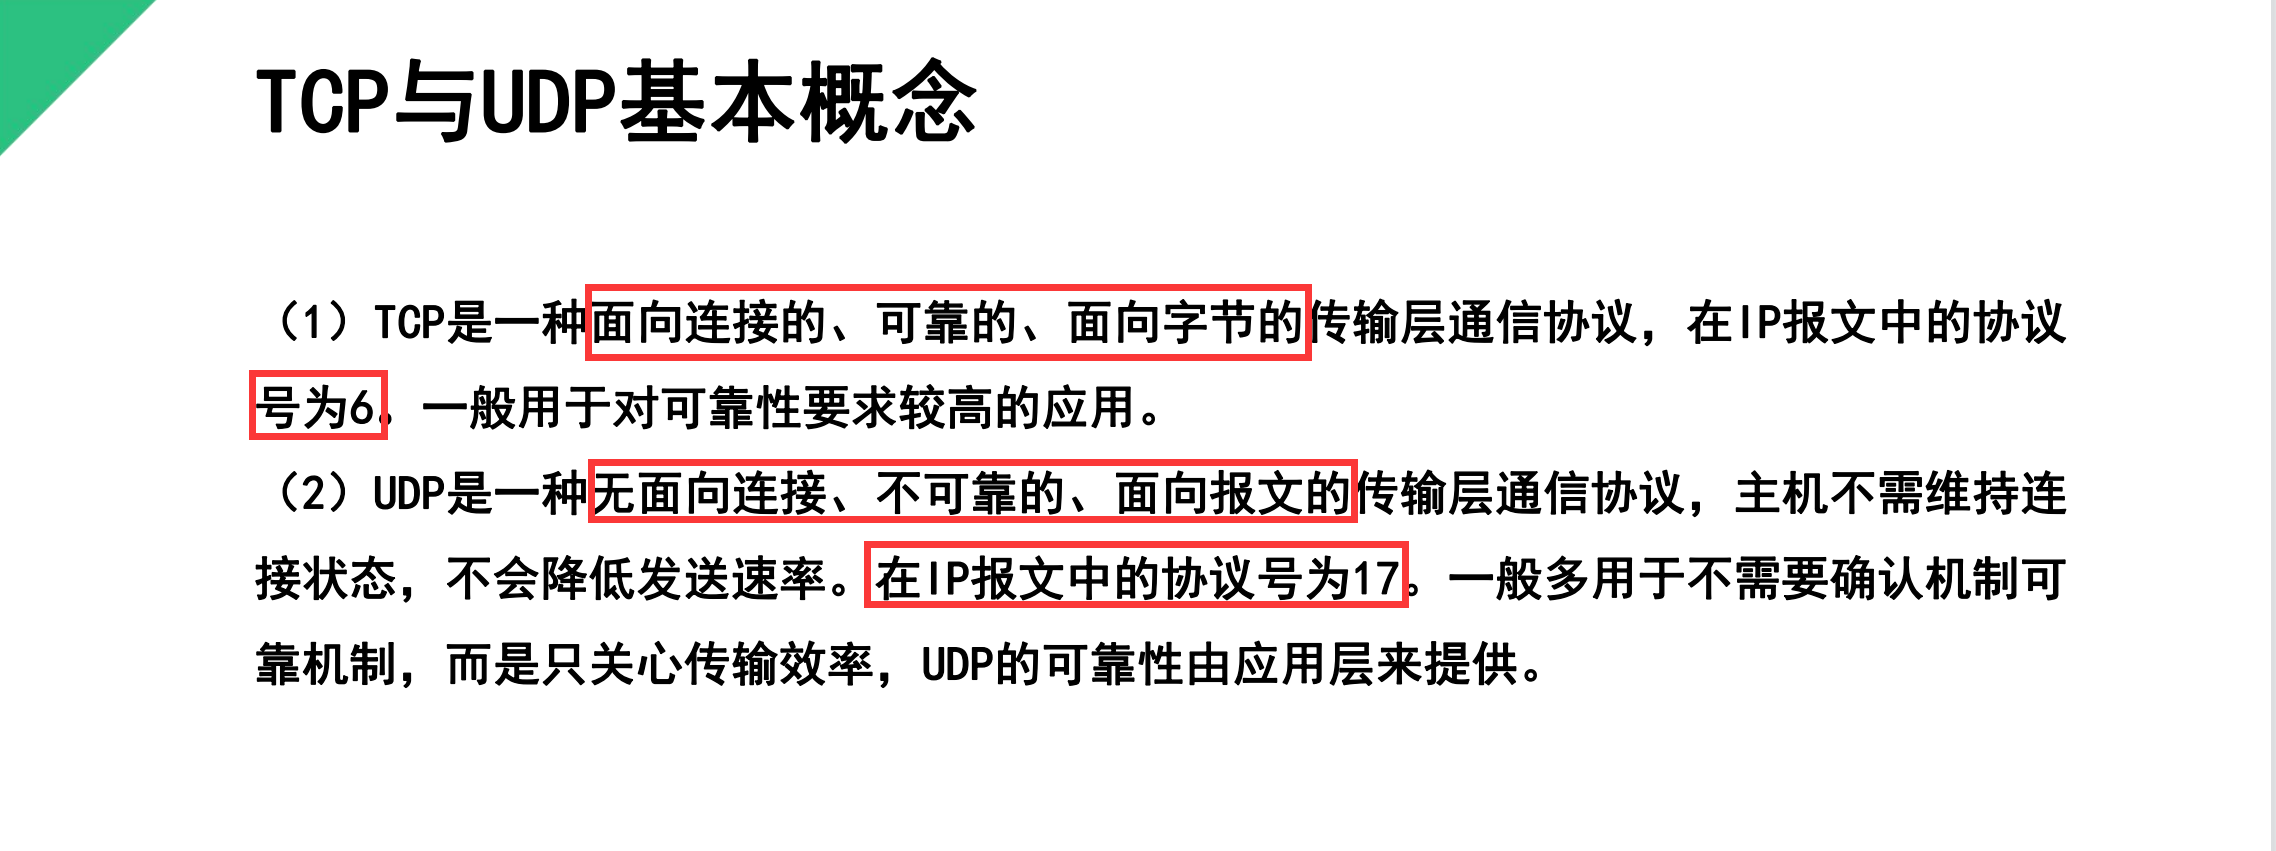 TCP与UDP基本概念
（1）TCP是一种面向连接的、可靠的、面向字节的传输层通信协议，在IP报文中的协议
号为6。一般用于对可靠性要求较高的应用。
（2）UDP是一种无面向连接、不可靠的、面向报文的传输层通信协议，主机不需维持连
接状态，不会降低发送速率。在IP报文中的协议号为17。一般多用于不需要确认机制可
靠机制，而是只关心传输效率，UDP的可靠性由应用层来提供。